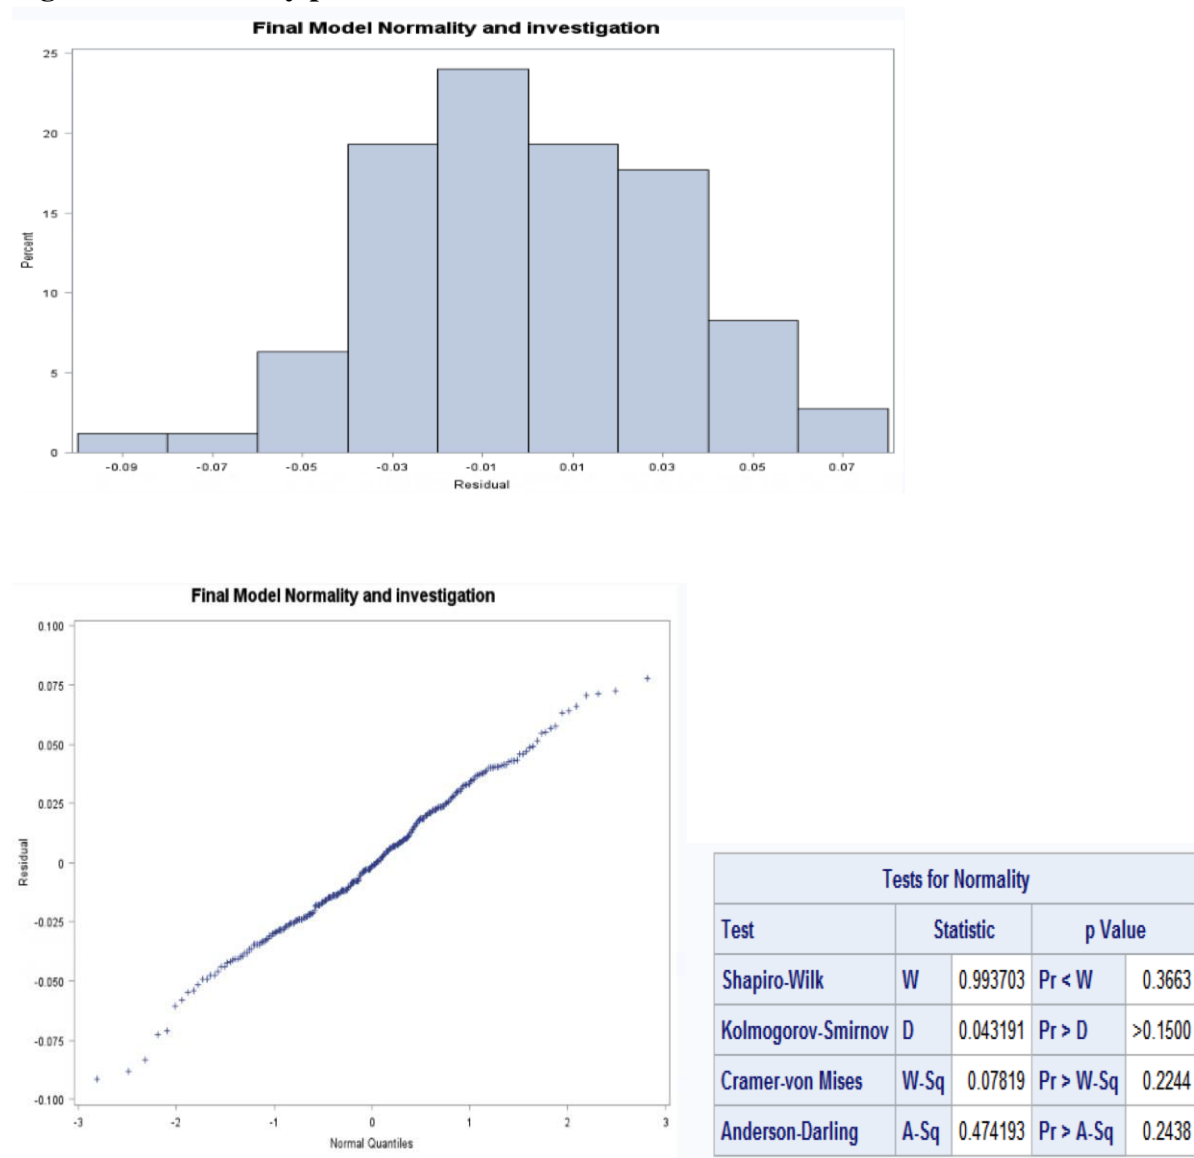 Final Model Normality and investigation
25
20
15
10
5
0
Percent
-0.09 -0.07 -0.05 -0.03 -0.01 0.01 0.03 0.05 0.07
Residual
Final Model Normality and investigation
0.100
0.075
0.050
0.025
0
-0.025
-0.050
-0.075
-0.100
Residual
-3 -2 -1 0 1 2 3
Normal Quantiles
Tests for Normality
Test Statistic p Value
Shapiro-Wilk W 0.993703 Pr < W 0.3663
Kolmogorov-Smirnov D 0.043191 Pr > D >0.1500
Cramer-von Mises W-Sq 0.07819 Pr > W-Sq 0.2244
Anderson-Darling A-Sq 0.474193 Pr > A-Sq 0.2438